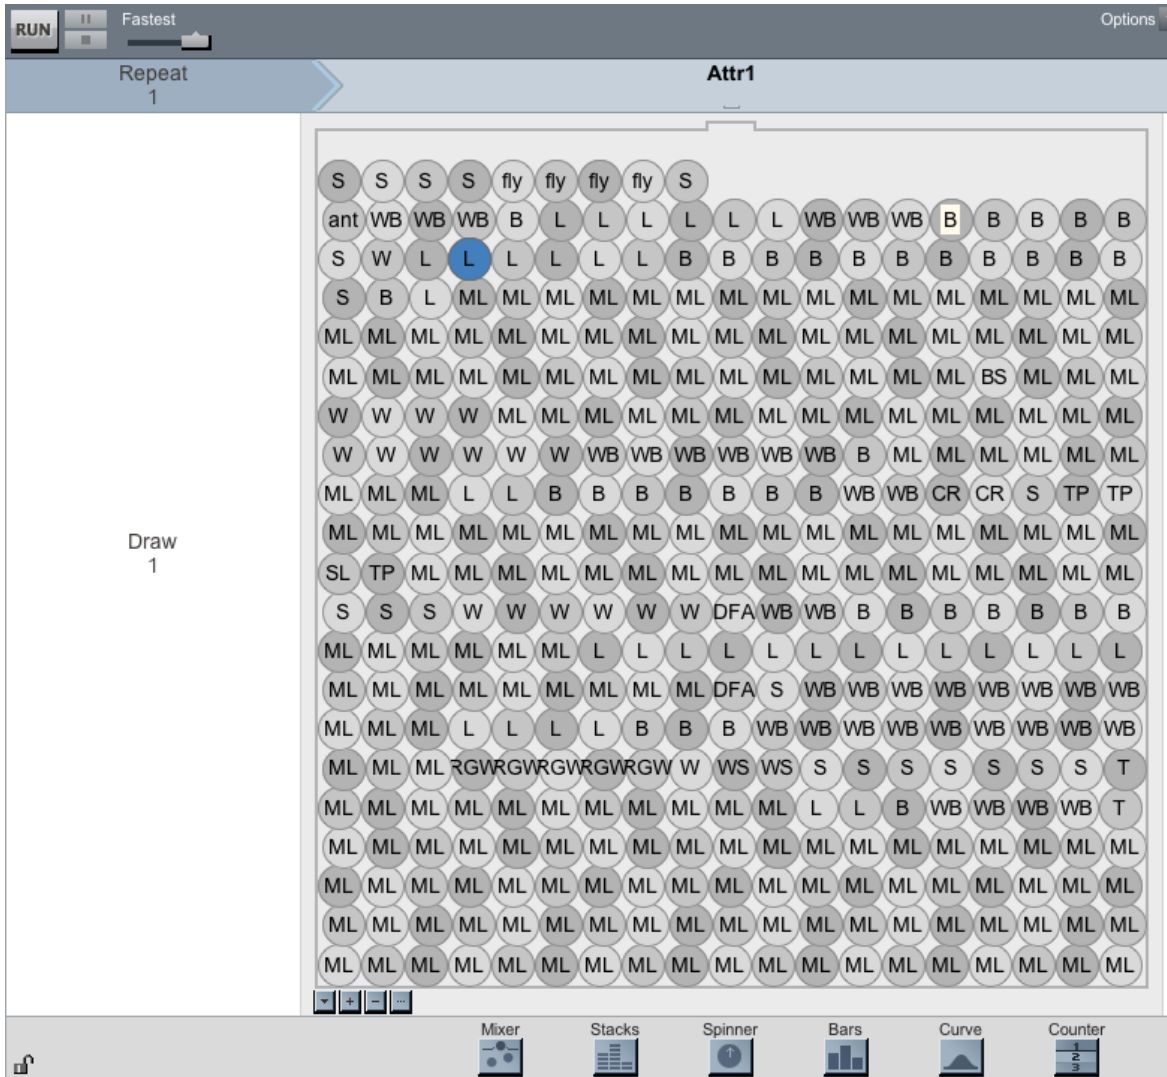 RUN
Fastest
Options
Repeat
1
Attr1
Draw
1
S S S S fly fly fly fly S
ant WB WB WB B L L L L L L WB WB WB B B B B B
S W L L L L L L B B B B B B B B B B B
S B L ML ML ML ML ML ML ML ML ML ML ML ML ML ML ML ML
ML ML ML ML ML ML ML ML ML ML ML ML ML ML ML ML ML ML ML
ML ML ML ML ML ML ML ML ML ML ML ML ML ML ML BS ML ML ML
W W W W ML ML ML ML ML ML ML ML ML ML ML ML ML ML ML
W W W W W W WB WB WB WB WB WB B ML ML ML ML ML ML
ML ML ML L L B B B B B B B WB WB CR CR S TP TP
ML ML ML ML ML ML ML ML ML ML ML ML ML ML ML ML ML ML ML
SL TP ML ML ML ML ML ML ML ML ML ML ML ML ML ML ML ML ML
S S S W W W W W W DFA WB WB B B B B B B B
ML ML ML ML ML ML L L L L L L L L L L L L L
ML ML ML ML ML ML ML ML ML DFA S WB WB WB WB WB WB WB WB
ML ML ML L L L L B B B WB WB WB WB WB WB WB WB WB
ML ML ML RGW RGW RGW RGW RGW W WS WS S S S S S S S T
ML ML ML ML ML ML ML ML ML ML ML L L B WB WB WB WB T
ML ML ML ML ML ML ML ML ML ML ML ML ML ML ML ML ML ML ML
ML ML ML ML ML ML ML ML ML ML ML ML ML ML ML ML ML ML ML
ML ML ML ML ML ML ML ML ML ML ML ML ML ML ML ML ML ML ML
ML ML ML ML ML ML ML ML ML ML ML ML ML ML ML ML ML ML ML
Mixer Stacks Spinner Bars Curve Counter
1
2
3